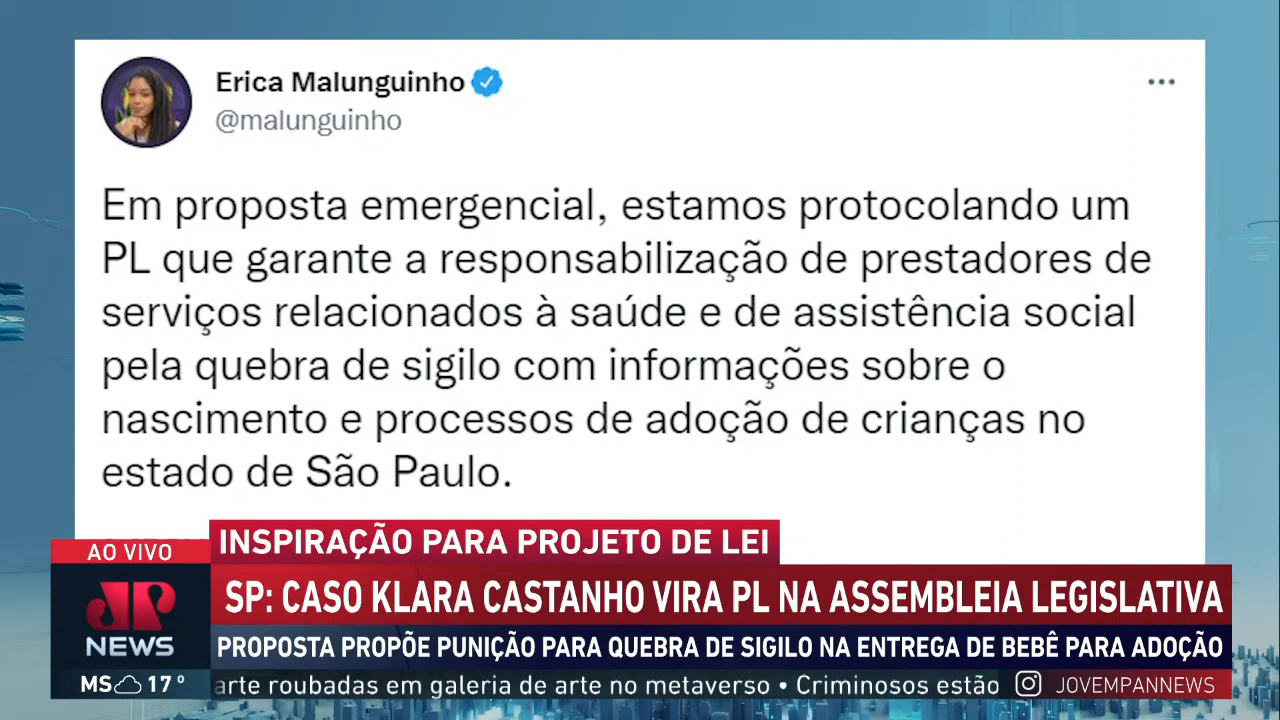 Erica Malunguinho
@malunguinho
Em proposta emergencial, estamos protocolando um
PL que garante a responsabilização de prestadores de
serviços relacionados à saúde e de assistência social
pela quebra de sigilo com informações sobre o
nascimento e processos de adoção de crianças no
estado de São Paulo.
INSPIRAÇÃO PARA PROJETO DE LEI
AO VIVO
SP: CASO KLARA CASTANHO VIRA PL NA ASSEMBLEIA LEGISLATIVA
JP
NEWS
PROPOSTA PROPÕE PUNIÇÃO PARA QUEBRA DE SIGILO NA ENTREGA DE BEBÊ PARA ADOÇÃO
MS 17° arte roubadas em galeria de arte no metaverso • Criminosos estão JOVEMPANNEWS